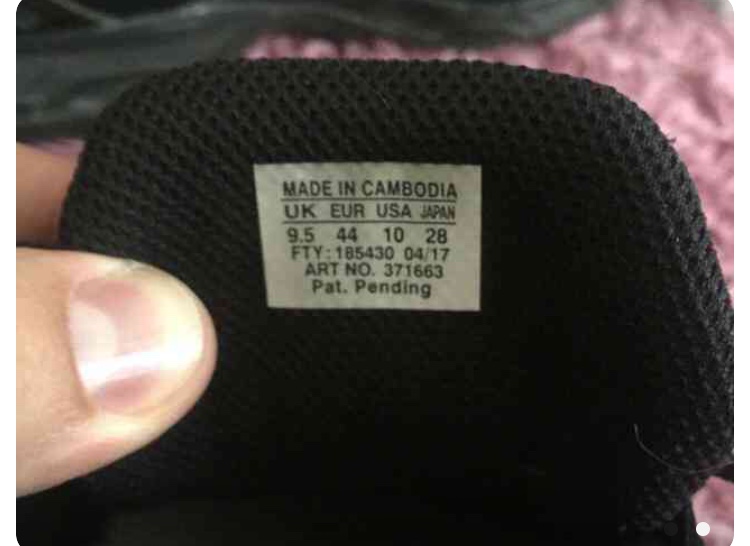 MADE IN CAMBODIA
UK EUR USA JAPAN
9.5 44 10 28
FTY: 185430 04/17
ART NO. 371663
Pat. Pending